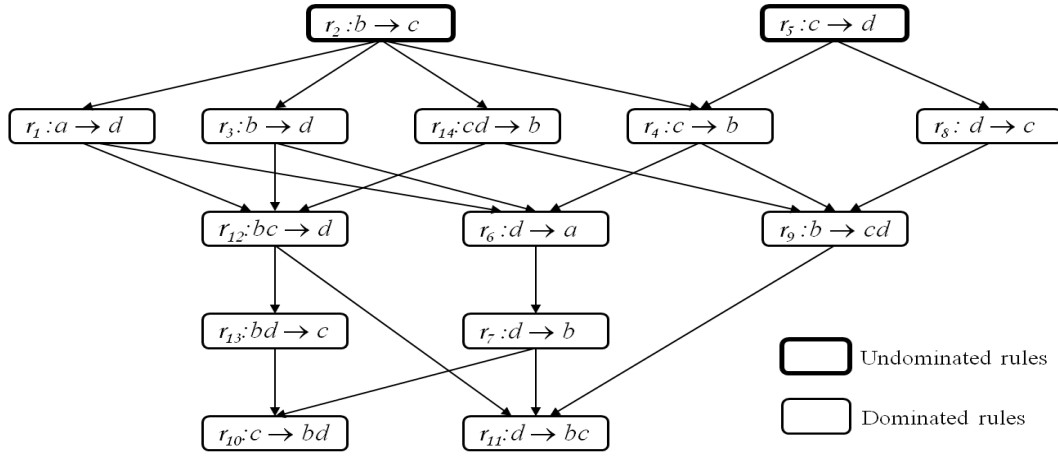 r₂ : b → c
r₅ : c → d
r₁ : a → d
r₃ : b → d
r₁₄ : cd → b
r₄ : c → b
r₈ : d → c
r₁₂ : bc → d
r₆ : d → a
r₉ : b → cd
r₁₃ : bd → c
r₇ : d → b
Undominated rules
r₁₀ : c → bd
r₁₁ : d → bc
Dominated rules